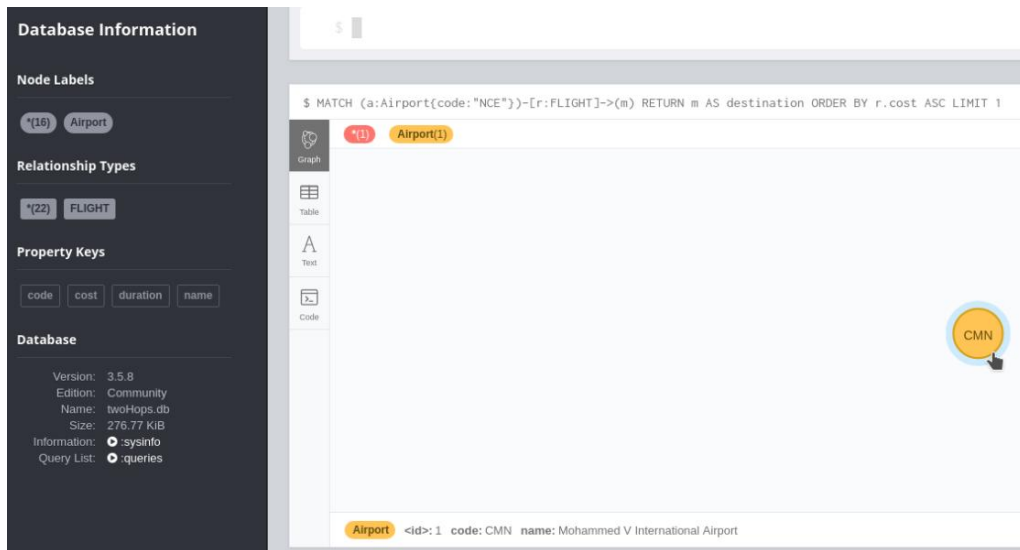 Database Information
Node Labels
*(16) Airport
Relationship Types
*(22) FLIGHT
Property Keys
code cost duration name
Database
Version: 3.5.8
Edition: Community
Name: twoHops.db
Size: 276.77 KiB
Information: :sysinfo
Query List: :queries
$
$ MATCH (a:Airport{code:"NCE"})-[r:FLIGHT]->(m) RETURN m AS destination ORDER BY r.cost ASC LIMIT 1
*(1) Airport(1)
Graph
Table
A
Text
Code
CMN
Airport <id>: 1 code: CMN name: Mohammed V International Airport